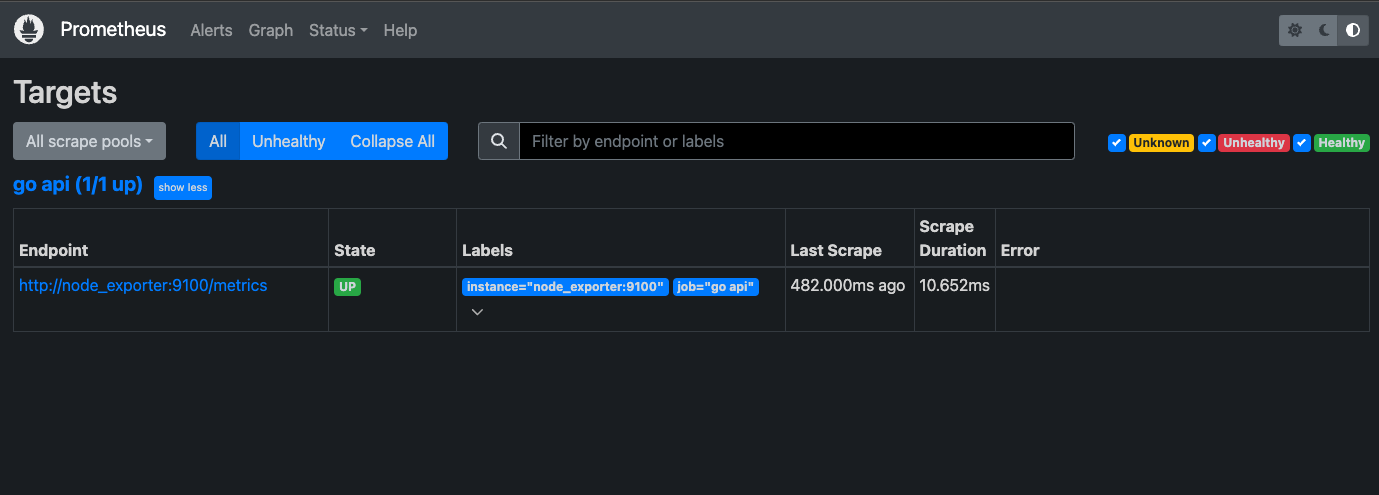 Prometheus Alerts Graph Status Help
Targets
All scrape pools All Unhealthy Collapse All Filter by endpoint or labels Unknown Unhealthy Healthy
go api (1/1 up) show less
Endpoint State Labels Last Scrape Scrape Duration Error
http://node_exporter:9100/metrics UP instance="node_exporter:9100" job="go api" 482.000ms ago 10.652ms